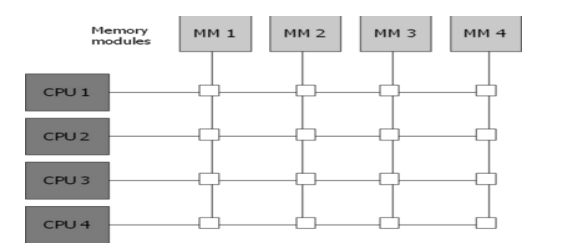 Memory
modules
MM 1
MM 2
MM 3
MM 4
CPU 1
CPU 2
CPU 3
CPU 4